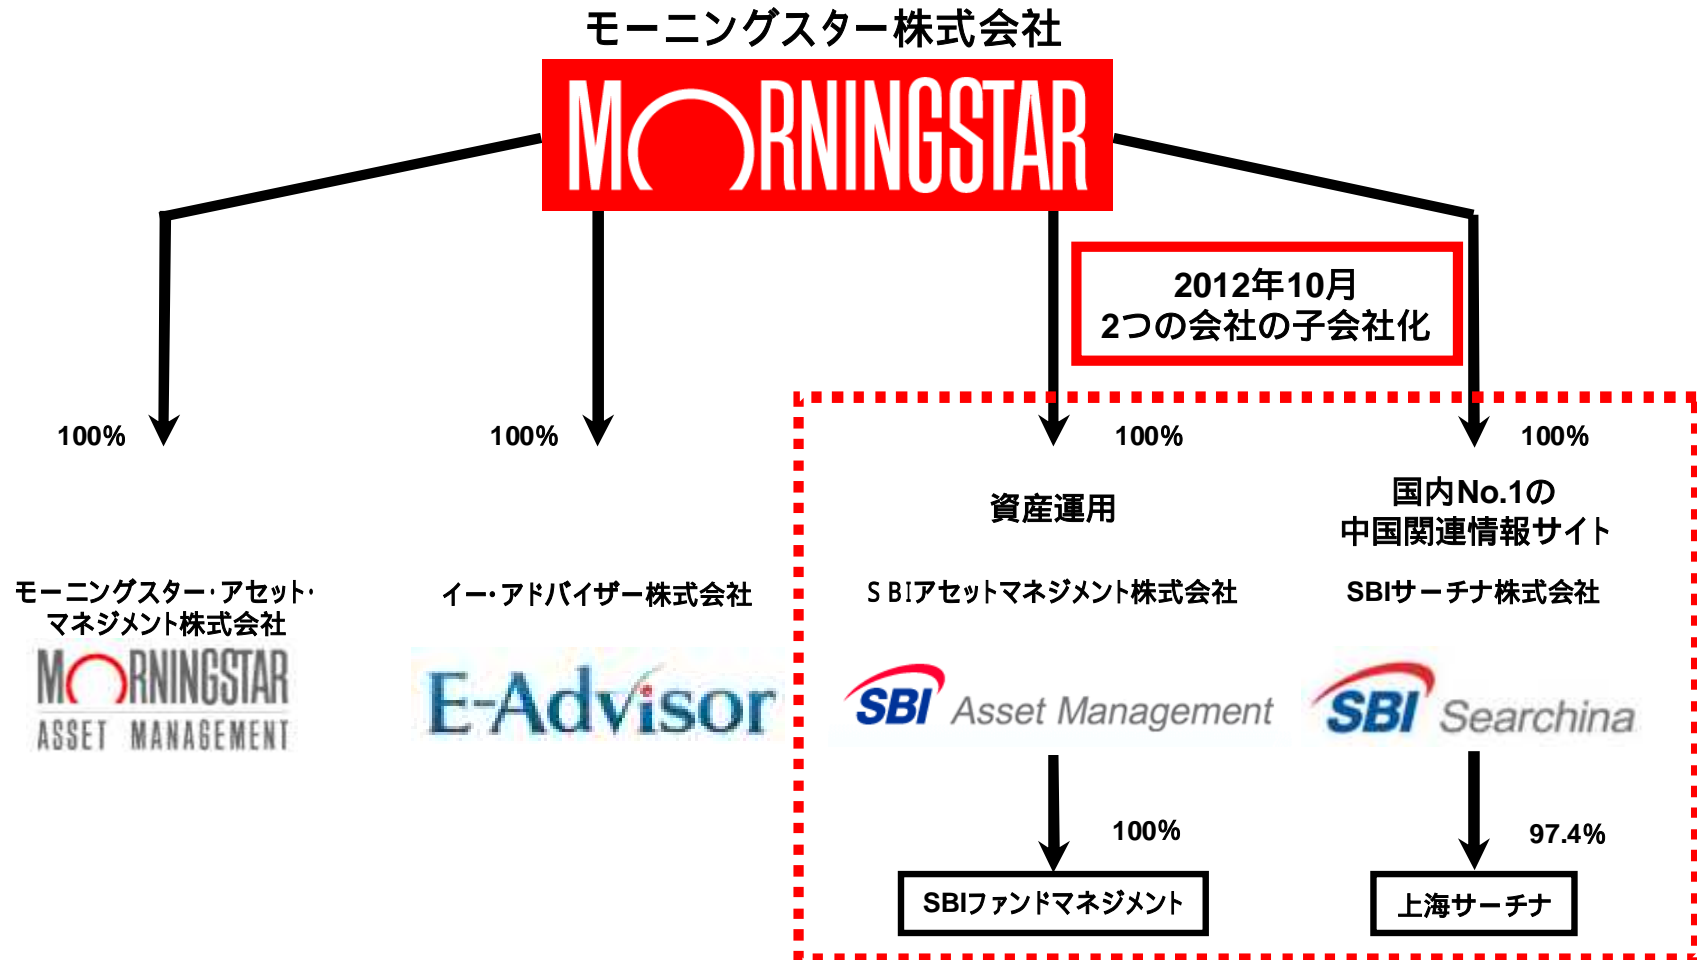 モーニングスター株式会社
MORNINGSTAR
2012年10月
2つの会社の子会社化
100%
100%
100%
100%
資産運用
国内No.1の
中国関連情報サイト
モーニングスター・アセット・
マネジメント株式会社
イー・アドバイザー株式会社
SBIアセットマネジメント株式会社
SBIサーチナ株式会社
MORNINGSTAR
ASSET MANAGEMENT
E-Advisor
SBI Asset Management
SBI Searchina
100%
97.4%
SBIファンドマネジメント
上海サーチナ